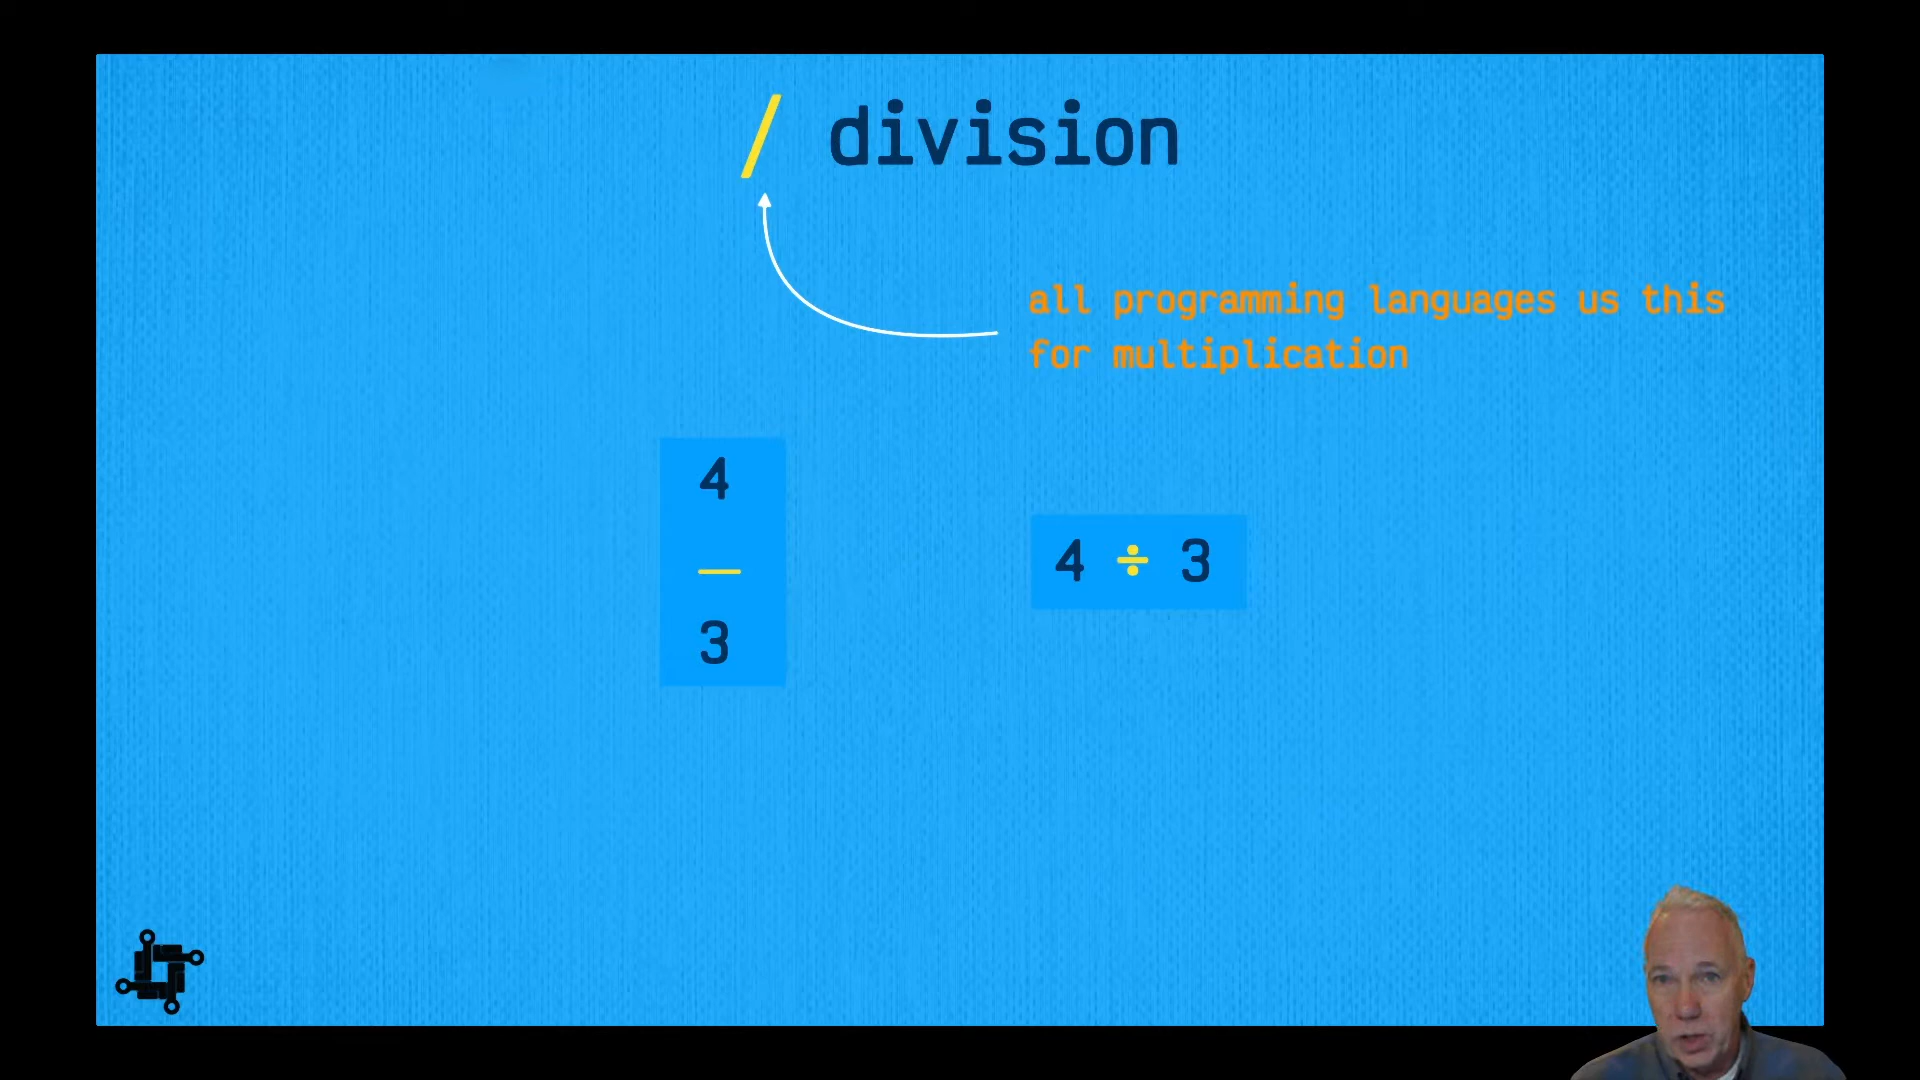 / division
all programming languages us this
for multiplication
4
—
3
4 ÷ 3